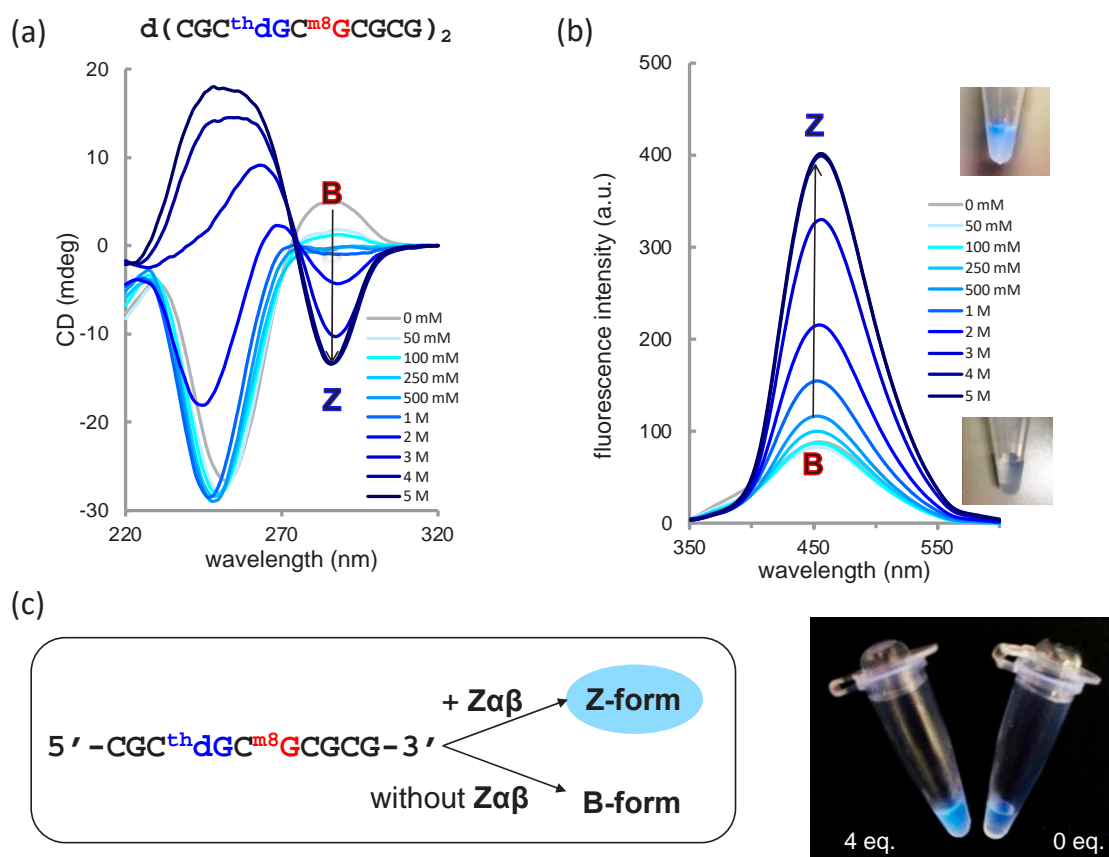 (a)
d(CGCthdGCm8GCGCG)2
20
10
0
-10
-20
-30
CD (mdeg)
220
270
320
wavelength (nm)
B
Z
0 mM
50 mM
100 mM
250 mM
500 mM
1 M
2 M
3 M
4 M
5 M
(b)
500
400
300
200
100
0
fluorescence intensity (a.u.)
350
450
550
wavelength (nm)
Z
B
0 mM
50 mM
100 mM
250 mM
500 mM
1 M
2 M
3 M
4 M
5 M
(c)
5′-CGCthdGCm8GCGCG-3′
+ Zαβ
Z-form
without Zαβ
B-form
4 eq.
0 eq.